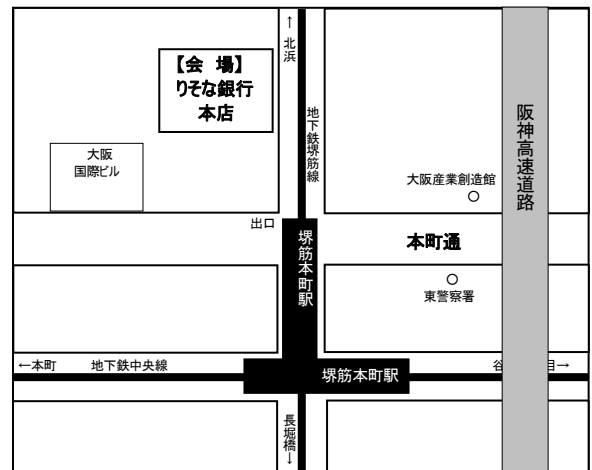 ↑北浜
【会　場】
りそな銀行
本店
地下鉄堺筋線
阪神高速道路
大阪
国際ビル
大阪産業創造館
出口
堺筋本町駅
本町通
東警察署
←本町
地下鉄中央線
堺筋本町駅
谷
目→
長堀橋→